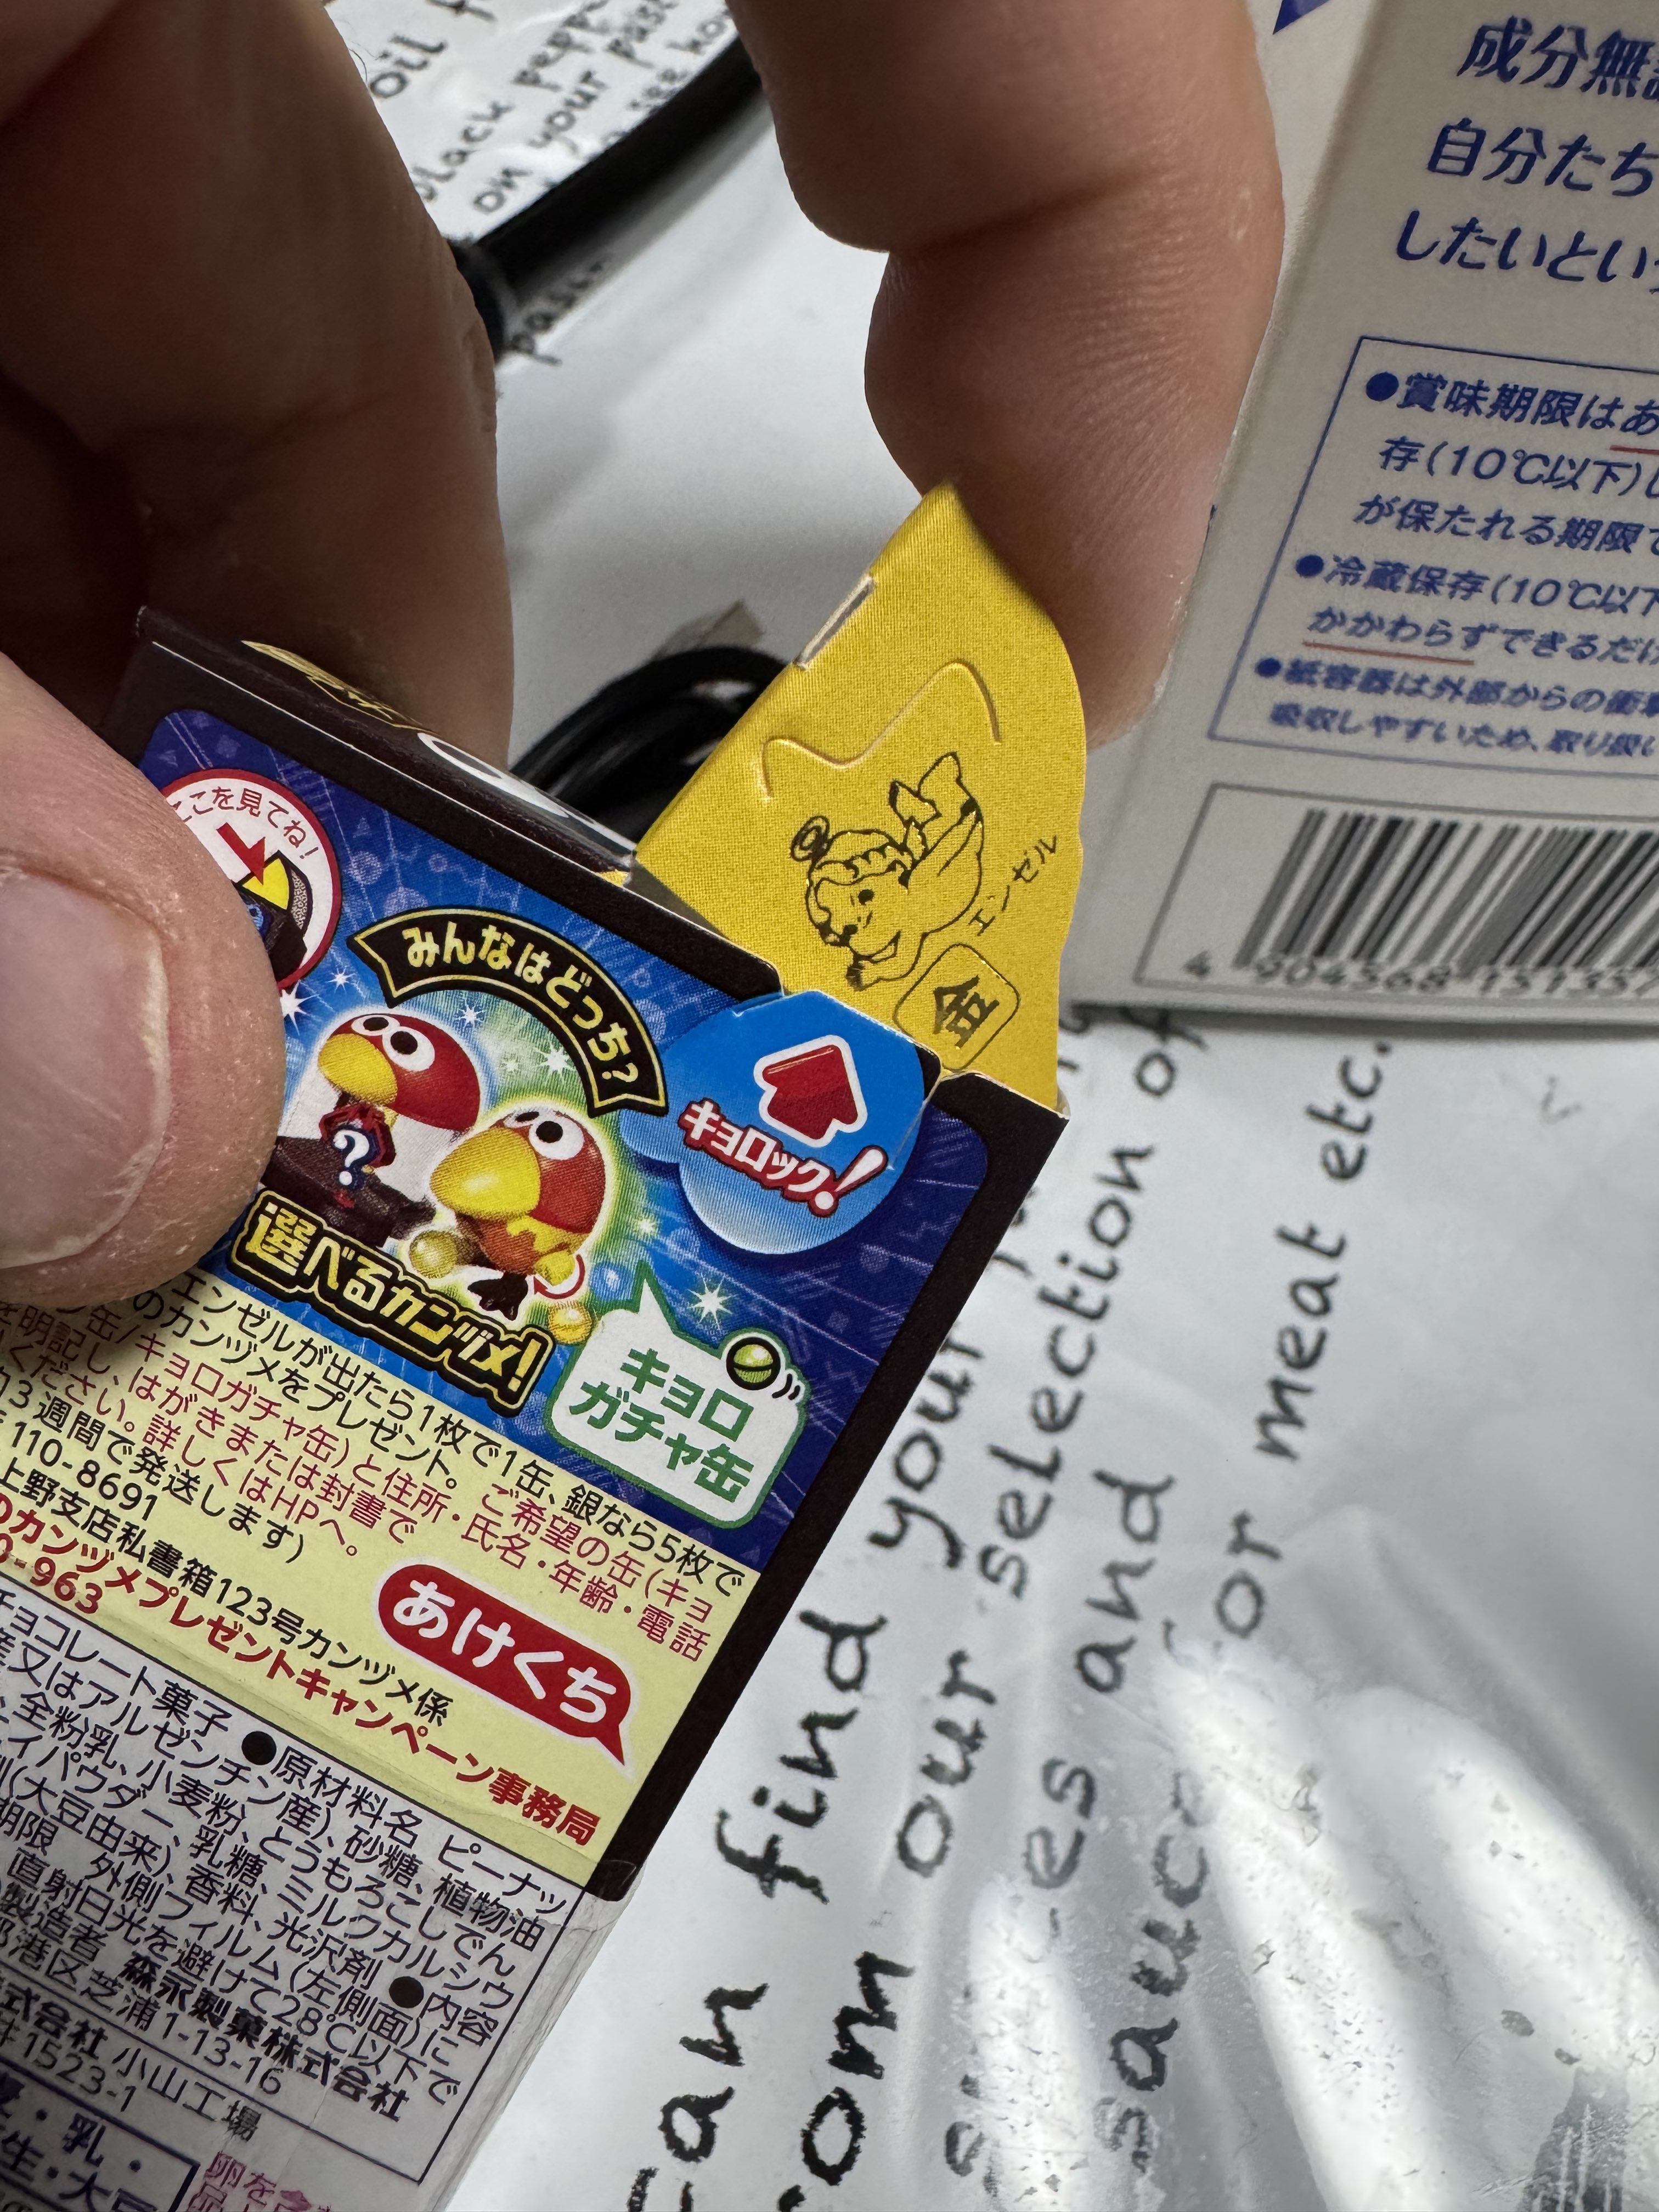 oil
black
on your
past
成分無
自分たち
したいとい
●賞味期限はあ
存(10℃以下)
が保たれる期限で
●冷蔵保存(10℃以下
かかわらずできるだけ
●紙容器は外部からの衝撃
吸収しやすいため、取り扱い
エンゼル
金
ここを見てね!
みんなはどっち?
キョロック!
?
選べるカンヅメ!
キョロ
ガチャ缶
エンゼルが出たら1枚で1缶、銀なら5枚で
のカンヅメをプレゼント。ご希望の缶(キョ
缶/キョロガチャ缶)と住所・氏名・年齢・電話
を明記し、はがきまたは封書で
ください。詳しくはHPへ。
3週間で発送します)
110-8691
上野支店私書箱123号カンヅメ係
のカンヅメプレゼントキャンペーン事務局
-963
あけくち
チョコレート菓子 ●原材料名 ピーナッ
産又はアルゼンチン産)、砂糖、植物油
、全粉乳、小麦粉、とうもろこしでん
エイパウダー、乳糖、ミルクカルシウ
(大豆由来)、香料、光沢剤 ●内容
期限 外側フィルム(左側面)に
直射日光を避けて28℃以下で
製造者 森永製菓株式会社
港区芝浦1-13-16
式会社 小山工場
1523-1
・乳・
生・大豆
卵を含
find your
our selection of
and
sauce for meat etc.